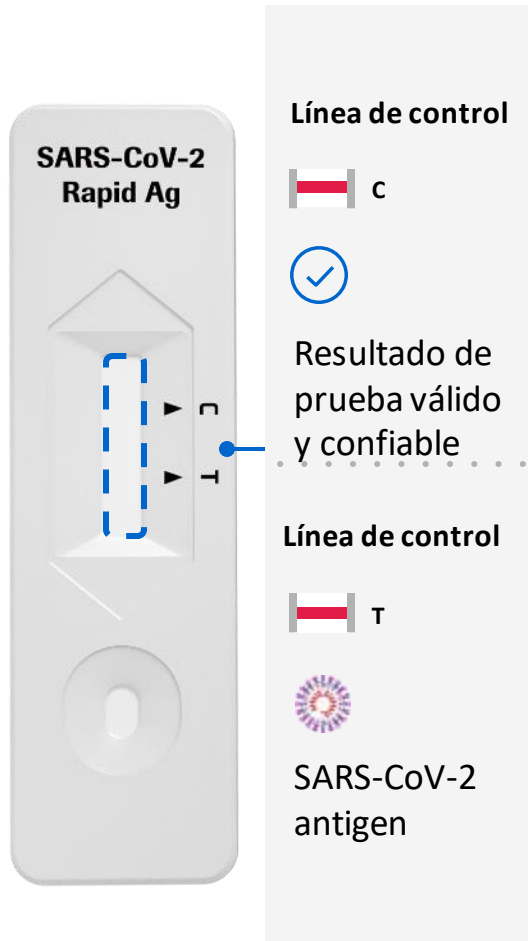 SARS-CoV-2
Rapid Ag
C
T
Línea de control
C
Resultado de
prueba válido
y confiable
Línea de control
T
SARS-CoV-2
antigen